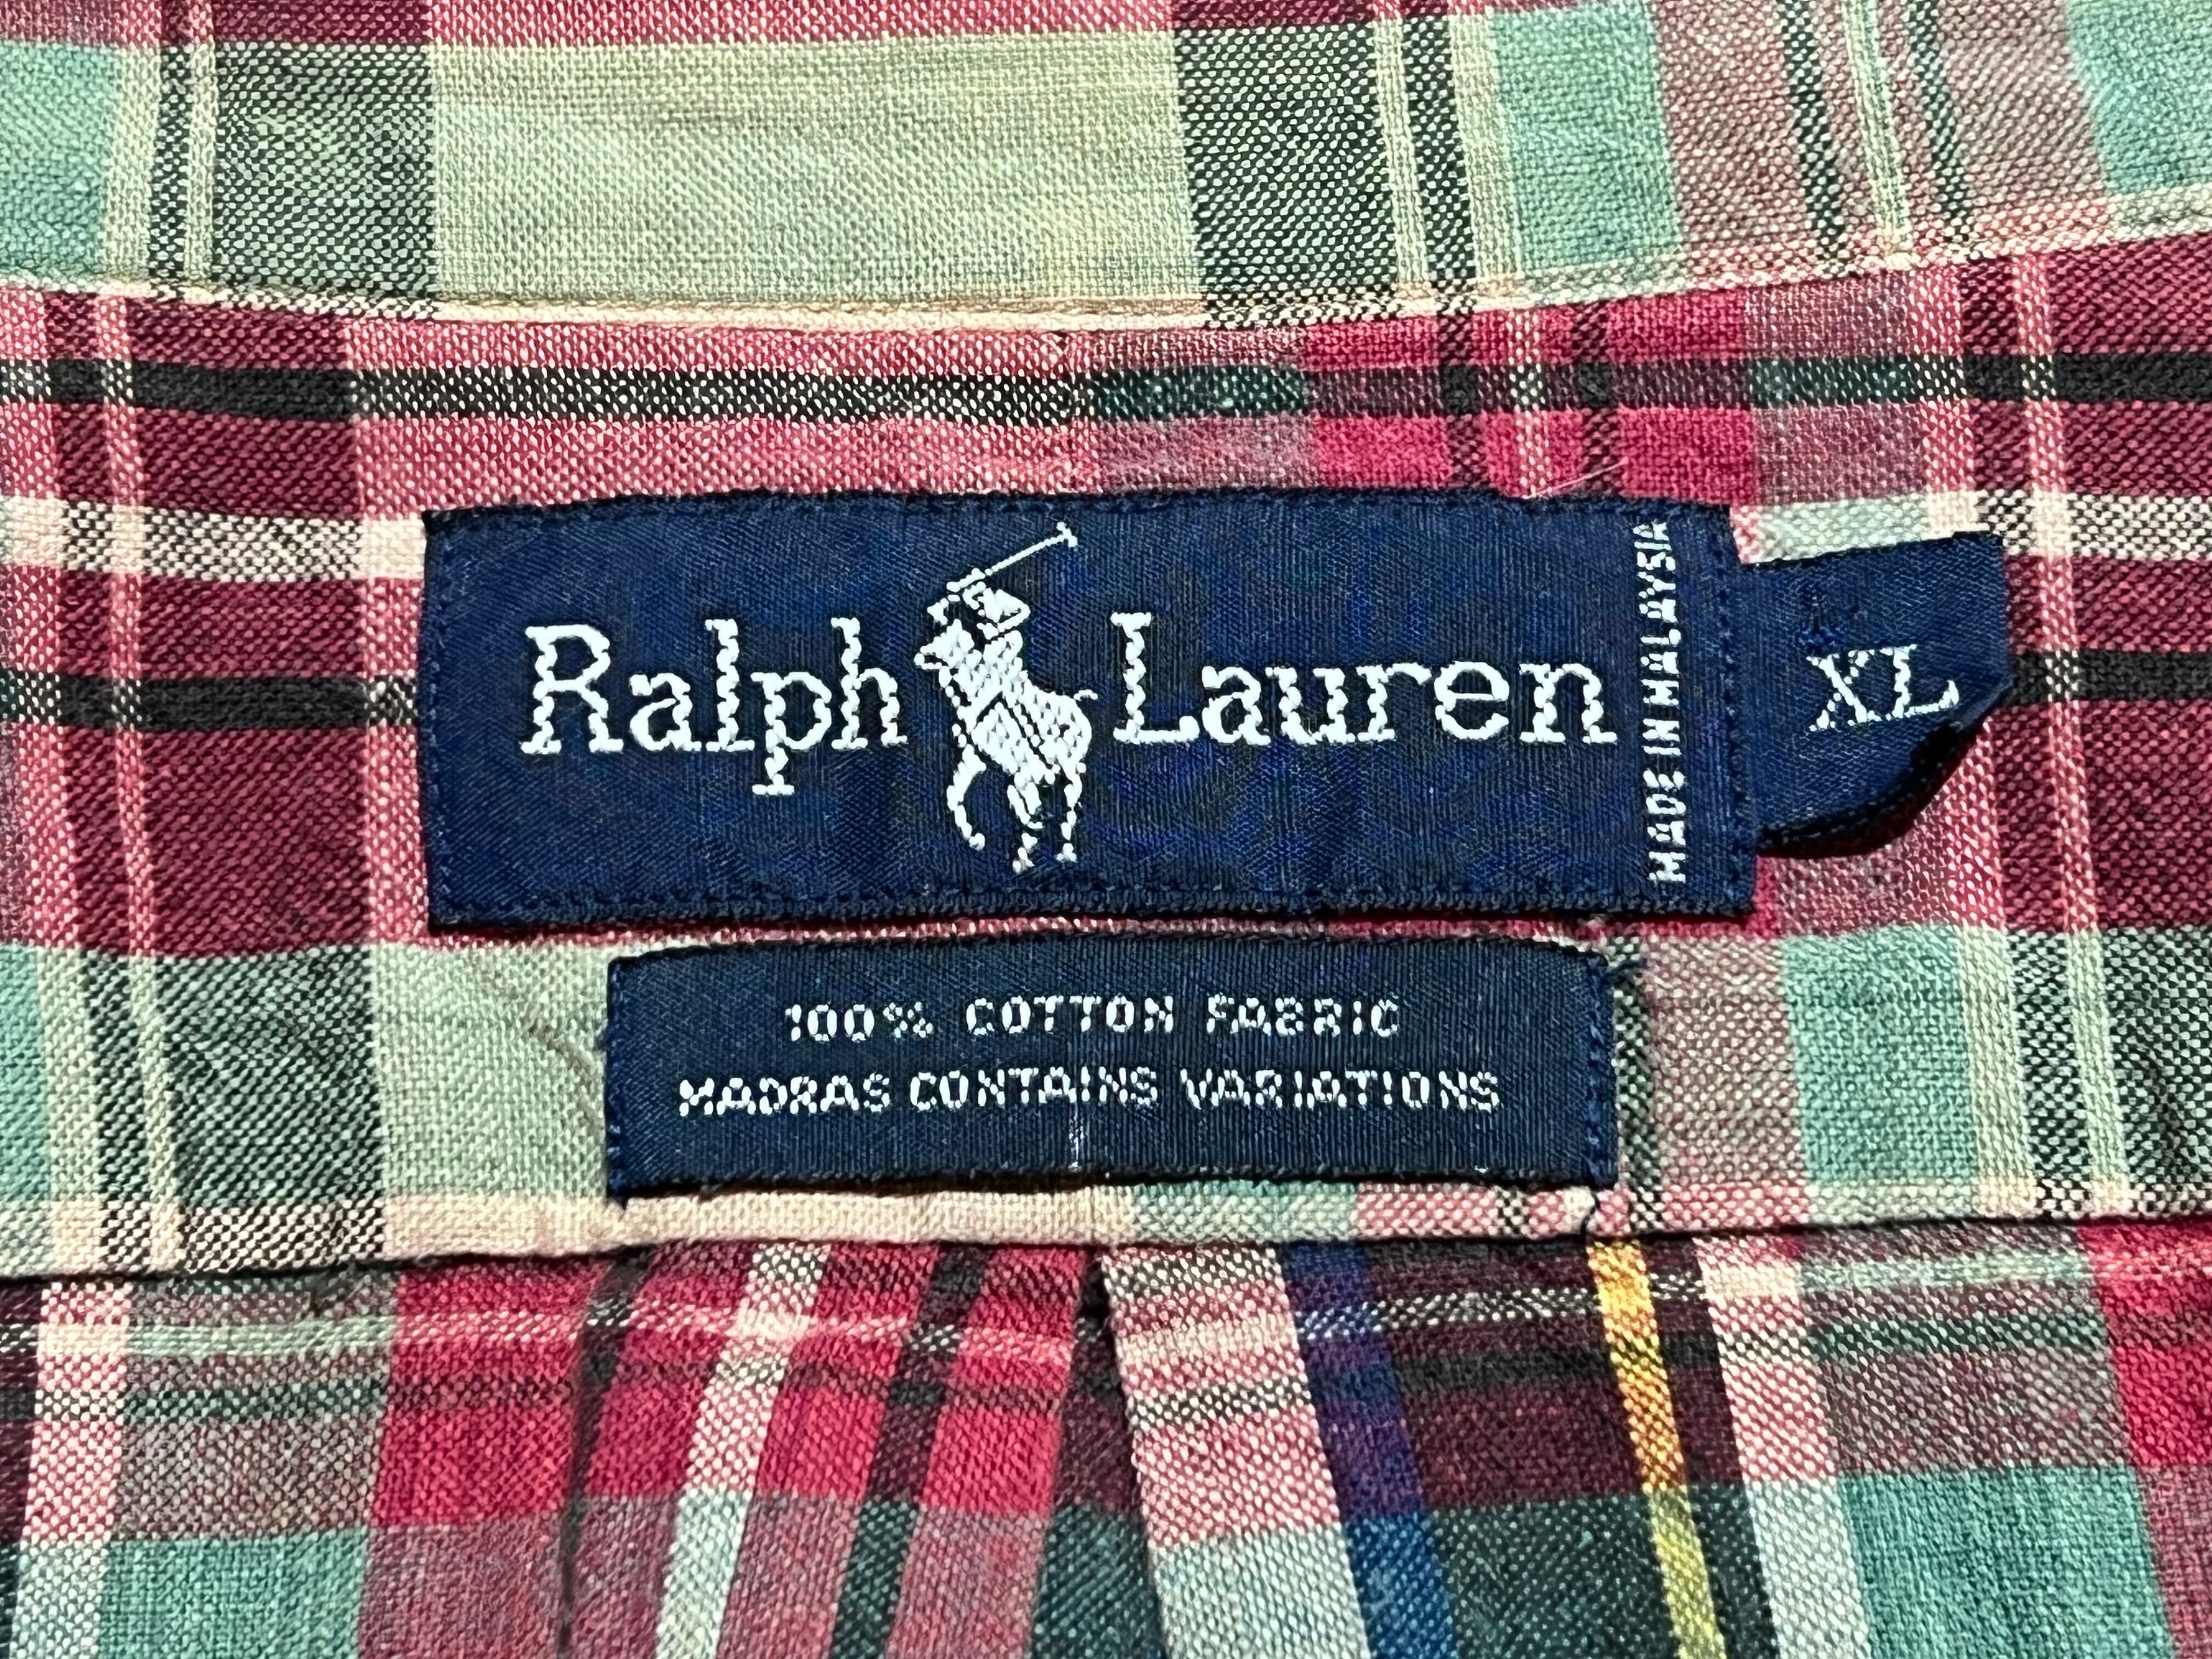 Ralph Lauren
MADE IN MALAYSIA
XL
100% COTTON FABRIC
MADRAS CONTAINS VARIATIONS